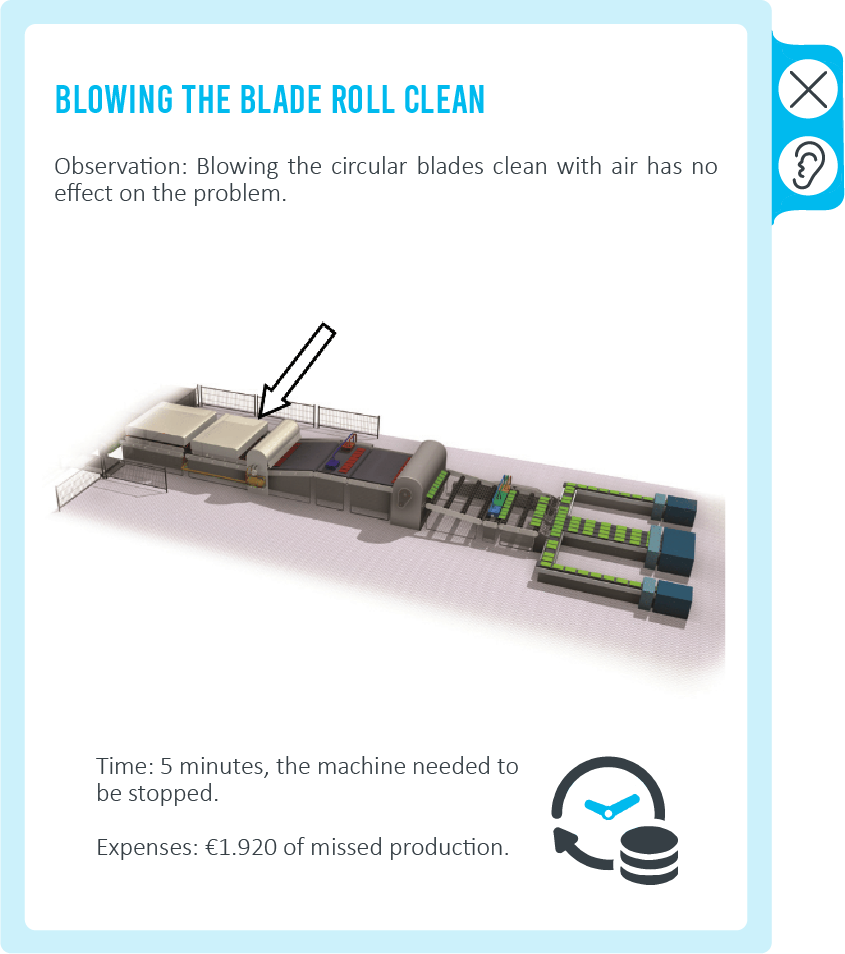 BLOWING THE BLADE ROLL CLEAN
Observation: Blowing the circular blades clean with air has no
effect on the problem.
Time: 5 minutes, the machine needed to
be stopped.
Expenses: €1.920 of missed production.